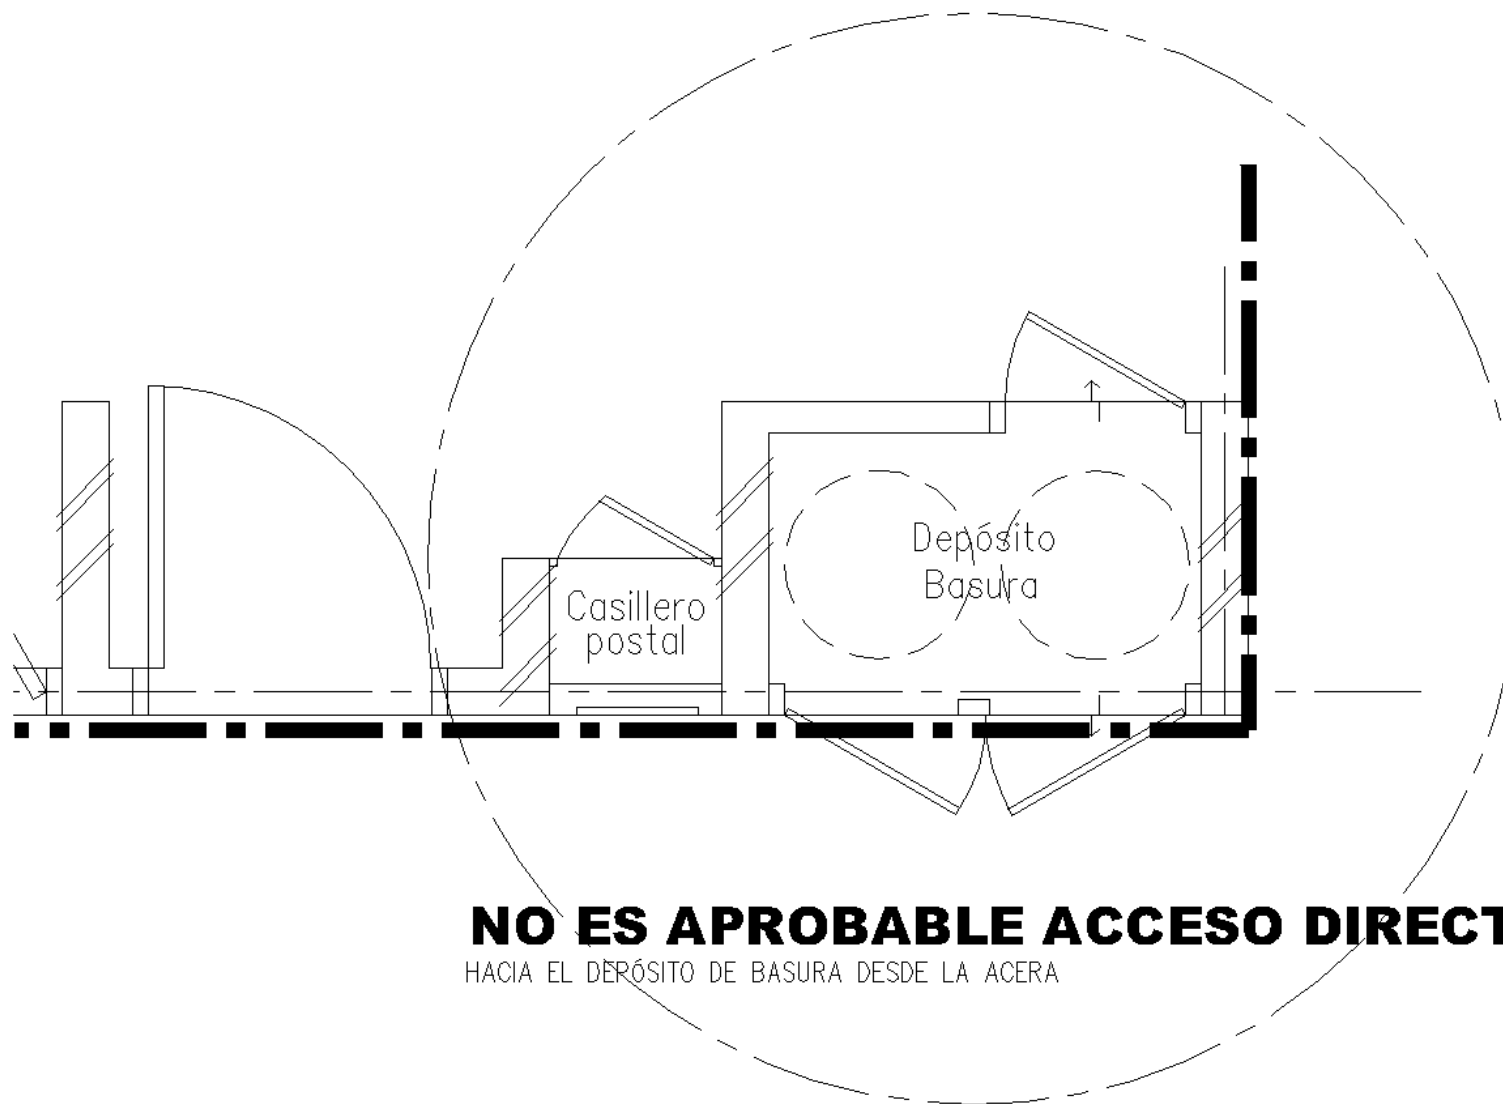 Depósito
Basura
Casillero
postal
NO ES APROBABLE ACCESO DIRECT
HACIA EL DEPÓSITO DE BASURA DESDE LA ACERA